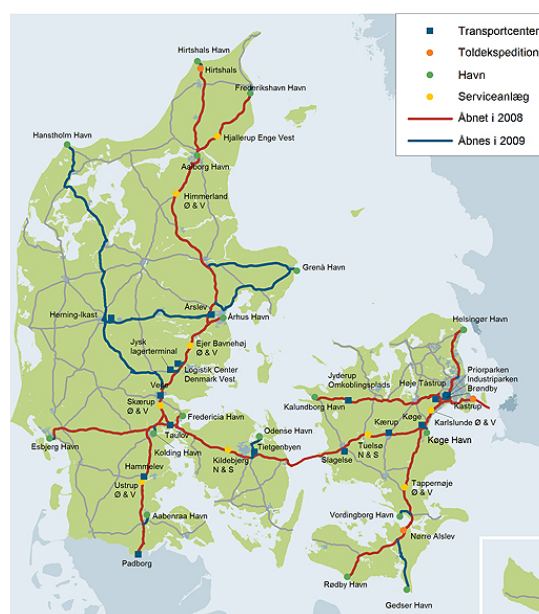 Transportcenter
Toldekspedition
Havn
Serviceanlæg
Åbnet i 2008
Åbnes i 2009
Hirtshals Havn
Hirtshals
Frederikshavn Havn
Hanstholm Havn
Hjallerup Enge Vest
Aalborg Havn
Himmerland
Ø & V
Grenå Havn
Årslev
Herning-Ikast
Århus Havn
Helsingør Havn
Jysk
lagerterminal
Ejer Bavnehøj
Ø & V
Logistik Center
Denmark Vest
Vejle
Jyderup
Omkoblingsplads
Høje Tåstrup
Priorparken
Industriparken
Brøndby
Skærup
Ø & V
Kalundborg Havn
Kastrup
Fredericia Havn
Kærup
Køge
Karlslunde Ø & V
Taulov
Odense Havn
Tietgenbyen
Esbjerg Havn
Kolding Havn
Køge Havn
Kildebjerg
N & S
Tuelsø
N & S
Slagelse
Hammelev
Ustrup
Ø & V
Tappernøje
Ø & V
Aabenraa Havn
Vordingborg Havn
Nørre Alslev
Padborg
Rødby Havn
Gedser Havn